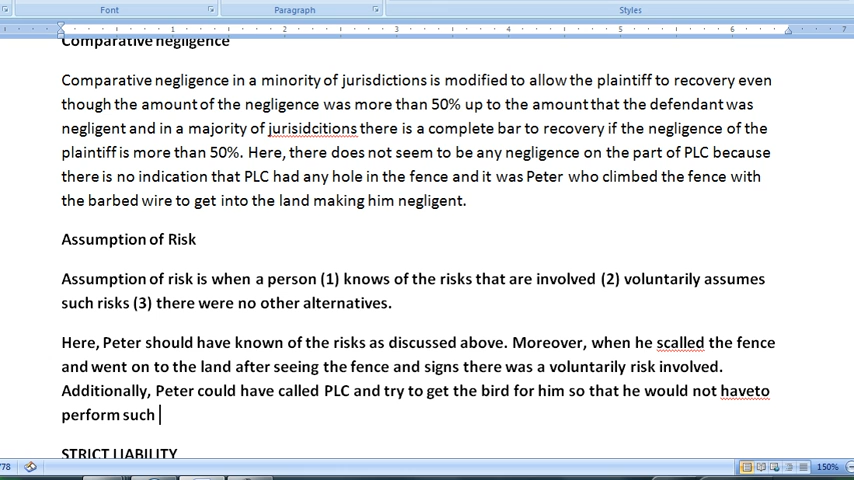 Font Paragraph Styles
1 2 3 4 5 6 7
Comparative negligence
Comparative negligence in a minority of jurisdictions is modified to allow the plaintiff to recovery even
though the amount of the negligence was more than 50% up to the amount that the defendant was
negligent and in a majority of jurisidcitions there is a complete bar to recovery if the negligence of the
plaintiff is more than 50%. Here, there does not seem to be any negligence on the part of PLC because
there is no indication that PLC had any hole in the fence and it was Peter who climbed the fence with
the barbed wire to get into the land making him negligent.
Assumption of Risk
Assumption of risk is when a person (1) knows of the risks that are involved (2) voluntarily assumes
such risks (3) there were no other alternatives.
Here, Peter should have known of the risks as discussed above. Moreover, when he scalled the fence
and went on to the land after seeing the fence and signs there was a voluntarily risk involved.
Additionally, Peter could have called PLC and try to get the bird for him so that he would not haveto
perform such
STRICT LIABILITY
778 150%